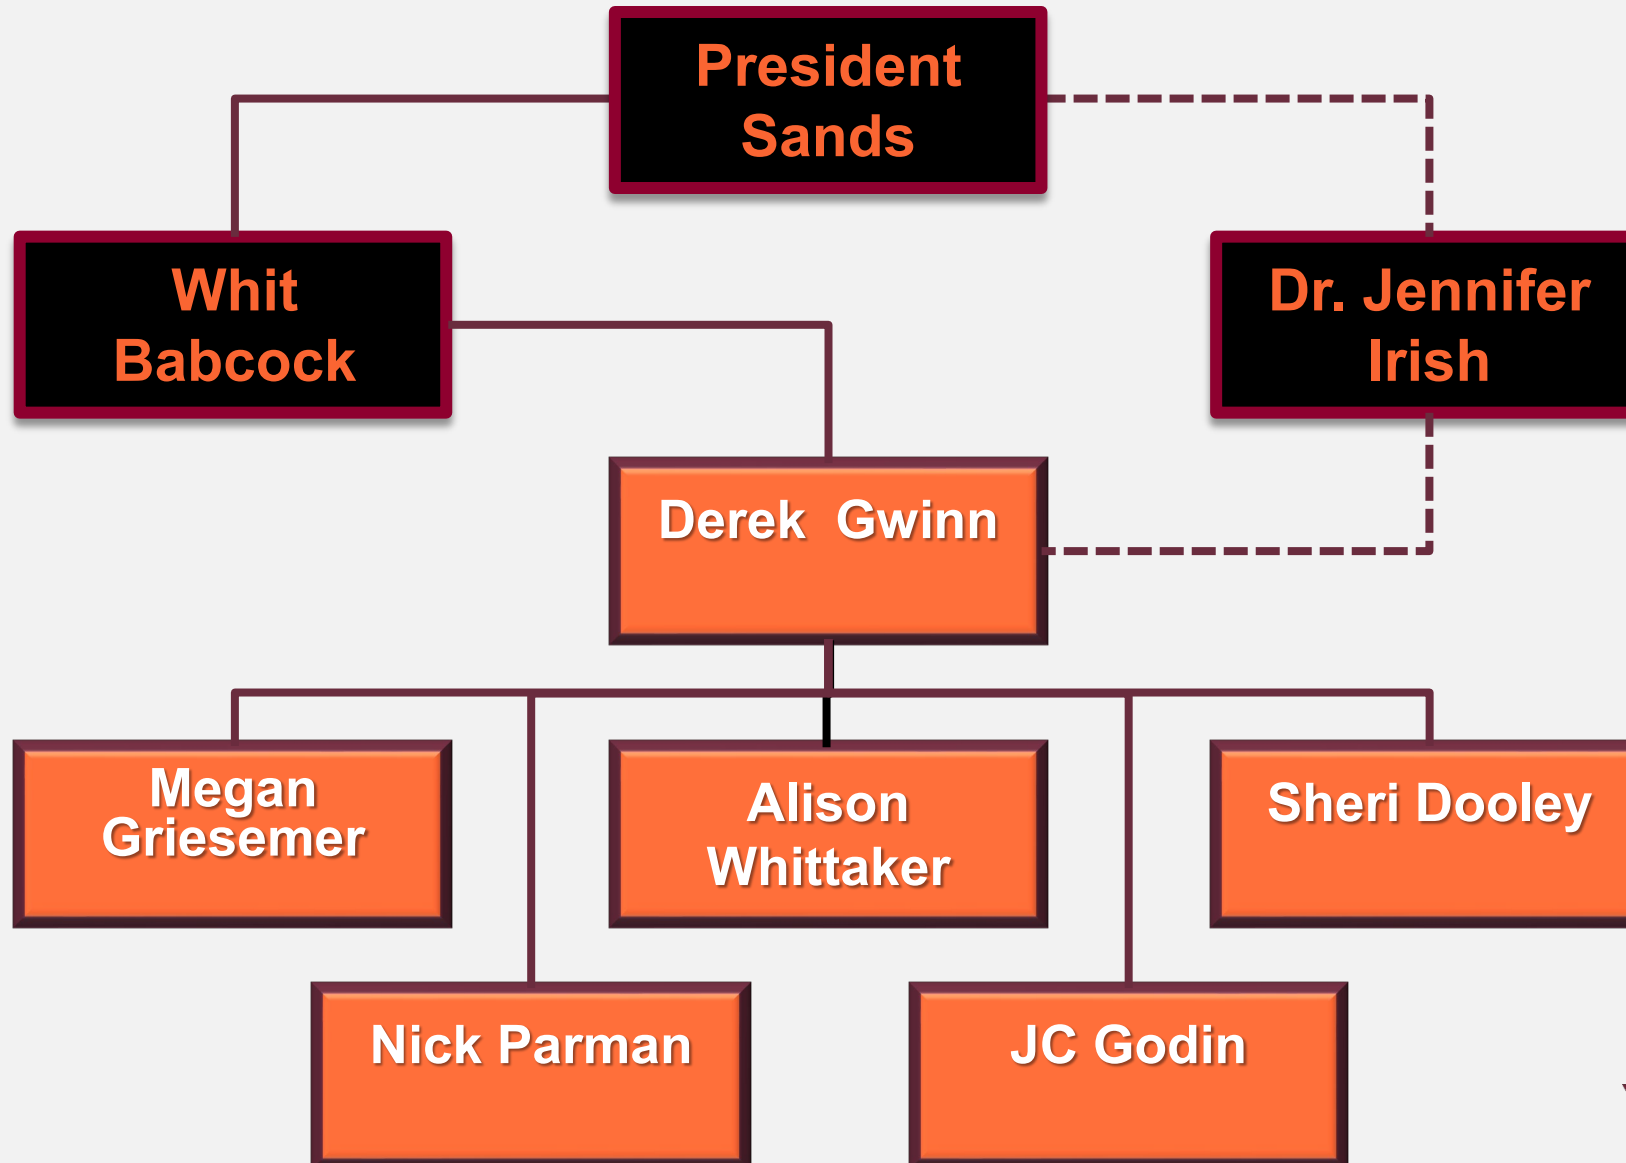 President
Sands
Whit
Babcock
Dr. Jennifer
Irish
Derek  Gwinn
Megan
Griesemer
Alison
Whittaker
Sheri Dooley
Nick Parman
JC Godin